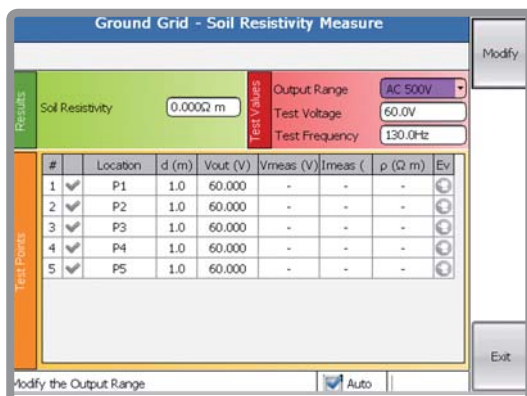 Ground Grid - Soil Resistivity Measure
Modify
Results
Soil Resistivity
0.000Ω m
Test Values
Output Range
AC 500V
Test Voltage
60.0V
Test Frequency
130.0Hz
Test Points
# Location d (m) Vout (V) Vmeas (V) Imeas ( ρ (Ω m) Ev
1 P1 1.0 60.000 - - -
2 P2 1.0 60.000 - - -
3 P3 1.0 60.000 - - -
4 P4 1.0 60.000 - - -
5 P5 1.0 60.000 - - -
Exit
Modify the Output Range
Auto